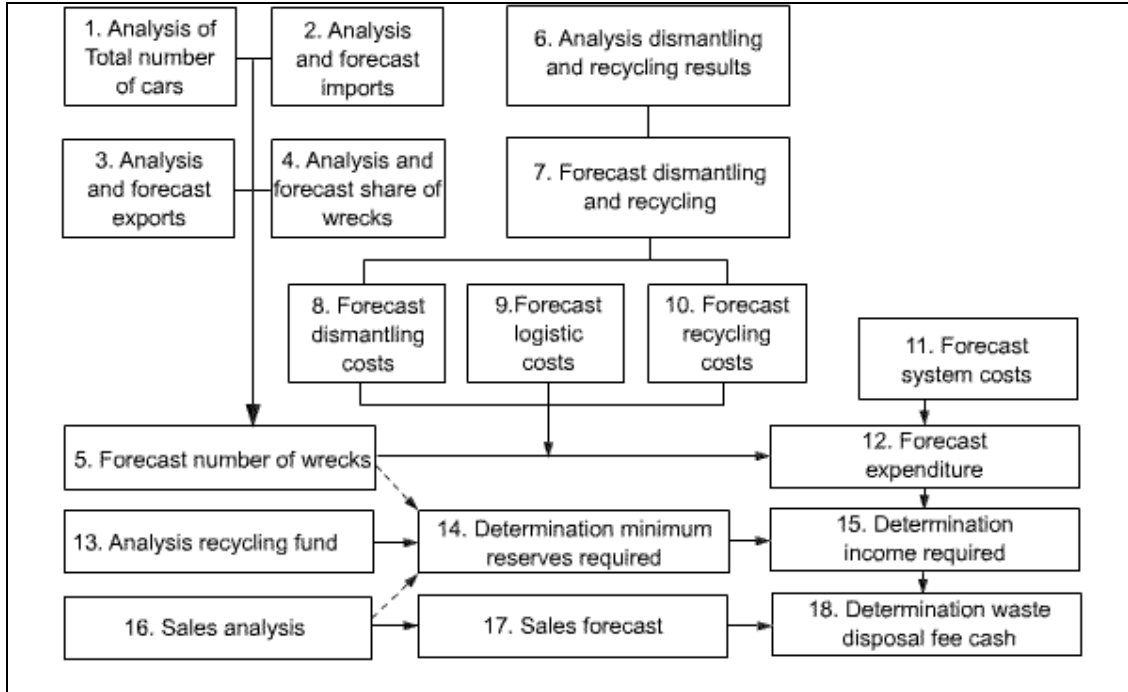 1. Analysis of
Total number
of cars
2. Analysis
and forecast
imports
3. Analysis
and forecast
exports
4. Analysis and
forecast share of
wrecks
5. Forecast number of wrecks
6. Analysis dismantling
and recycling results
7. Forecast dismantling
and recycling
8. Forecast
dismantling
costs
9.Forecast
logistic
costs
10. Forecast
recycling
costs
11. Forecast
system costs
12. Forecast
expenditure
13. Analysis recycling fund
14. Determination minimum
reserves required
15. Determination
income required
16. Sales analysis
17. Sales forecast
18. Determination waste
disposal fee cash